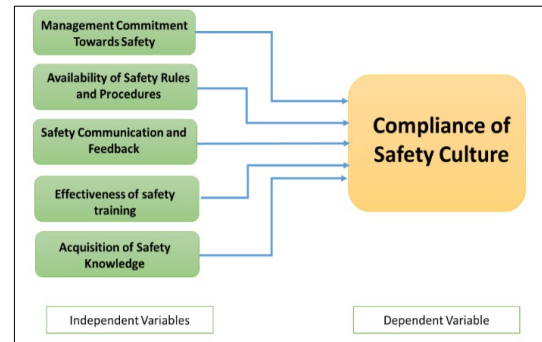 Management Commitment
Towards Safety
Availability of Safety Rules
and Procedures
Safety Communication and
Feedback
Effectiveness of safety
training
Acquisition of Safety
Knowledge
Compliance of
Safety Culture
Independent Variables
Dependent Variable